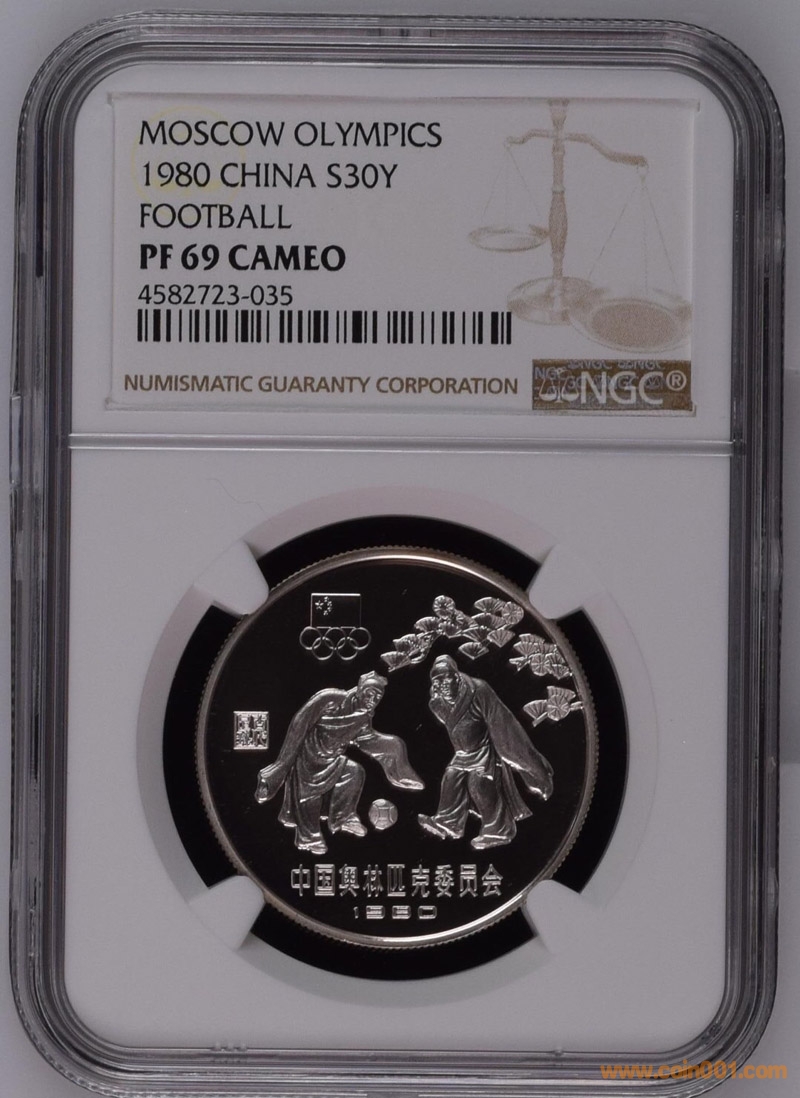 MOSCOW OLYMPICS
1980 CHINA S30Y
FOOTBALL
PF 69 CAMEO
4582723-035
NUMISMATIC GUARANTY CORPORATION
NGC®
中国奥林匹克委员会
1980
www.coin001.com